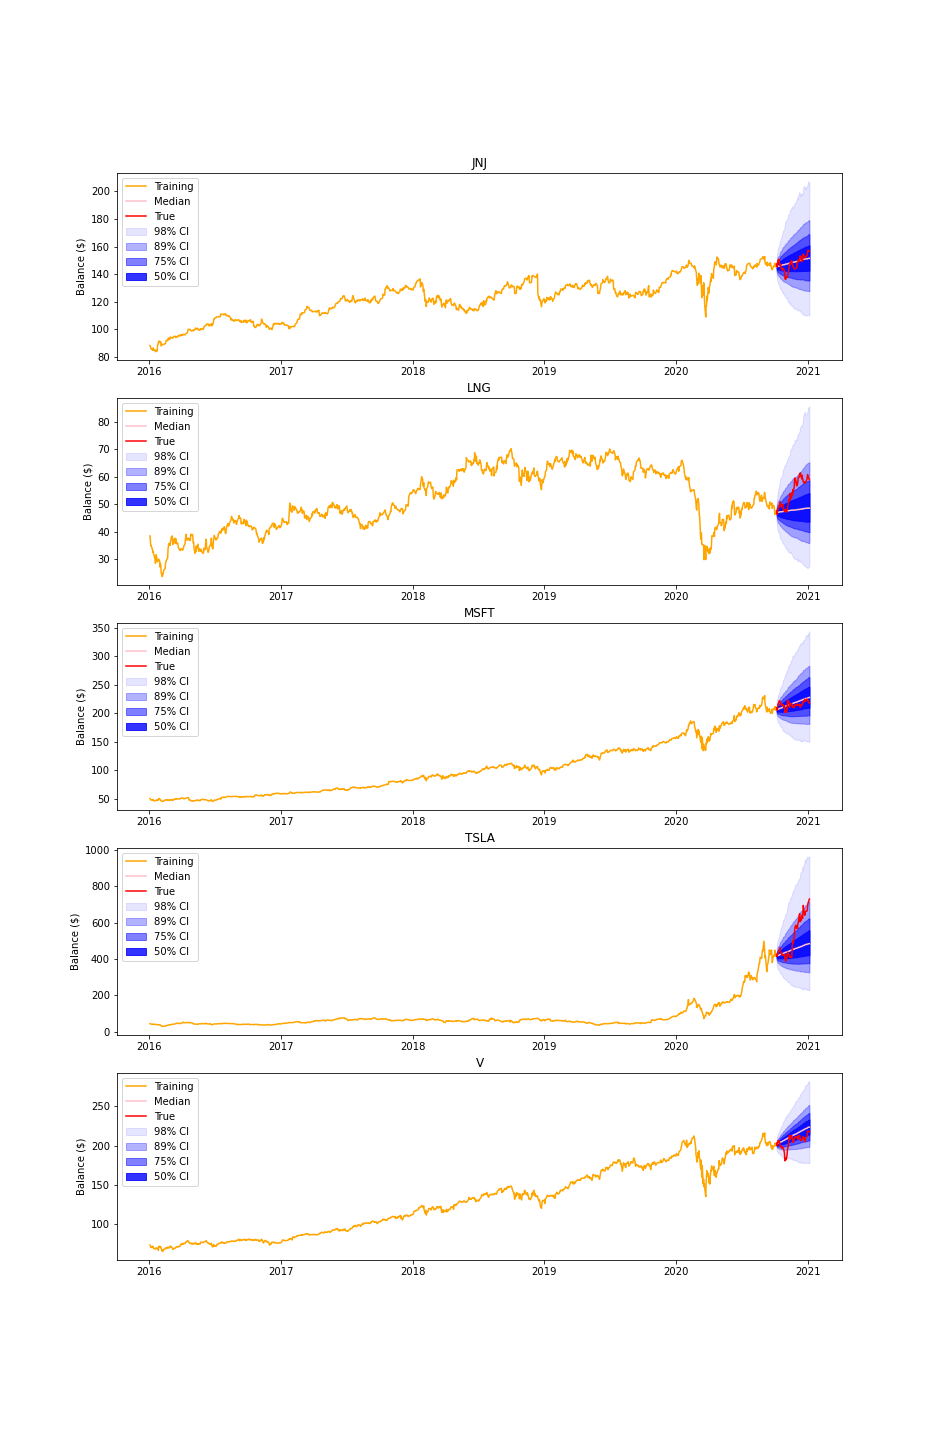 JNJ
Balance ($)
200
180
160
140
120
100
80
Training
Median
True
98% CI
89% CI
75% CI
50% CI
2016 2017 2018 2019 2020 2021
LNG
Balance ($)
80
70
60
50
40
30
Training
Median
True
98% CI
89% CI
75% CI
50% CI
2016 2017 2018 2019 2020 2021
MSFT
Balance ($)
350
300
250
200
150
100
50
Training
Median
True
98% CI
89% CI
75% CI
50% CI
2016 2017 2018 2019 2020 2021
TSLA
Balance ($)
1000
800
600
400
200
0
Training
Median
True
98% CI
89% CI
75% CI
50% CI
2016 2017 2018 2019 2020 2021
V
Balance ($)
250
200
150
100
Training
Median
True
98% CI
89% CI
75% CI
50% CI
2016 2017 2018 2019 2020 2021